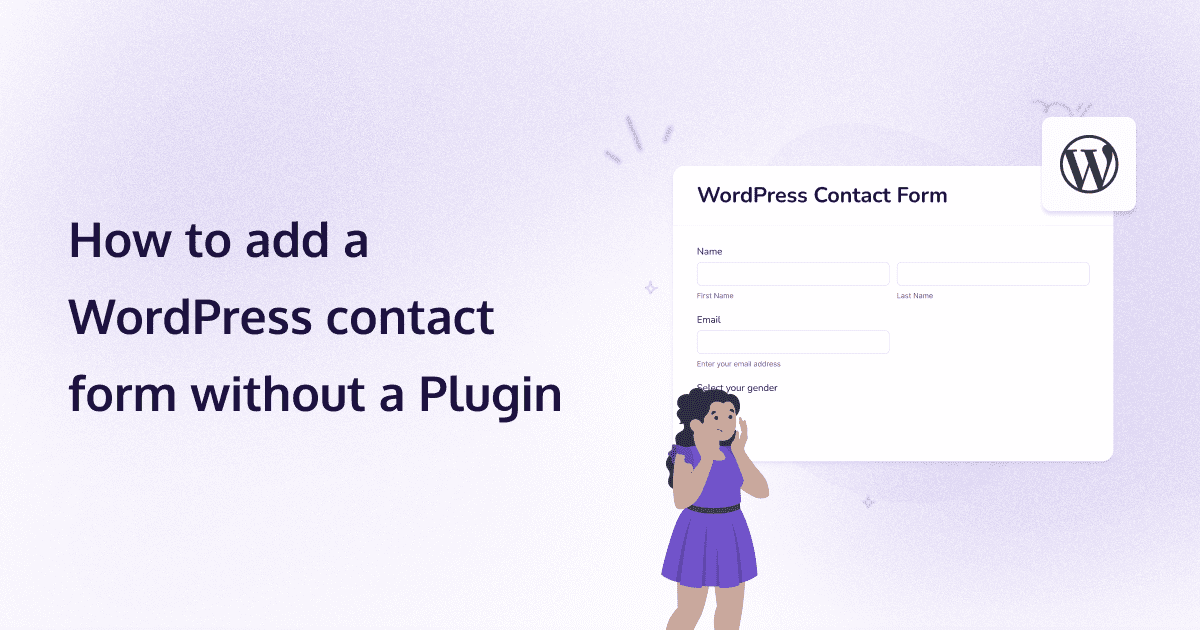 How to add a
WordPress contact
form without a Plugin
WordPress Contact Form
Name
First Name
Last Name
Email
Enter your email address
Select your gender